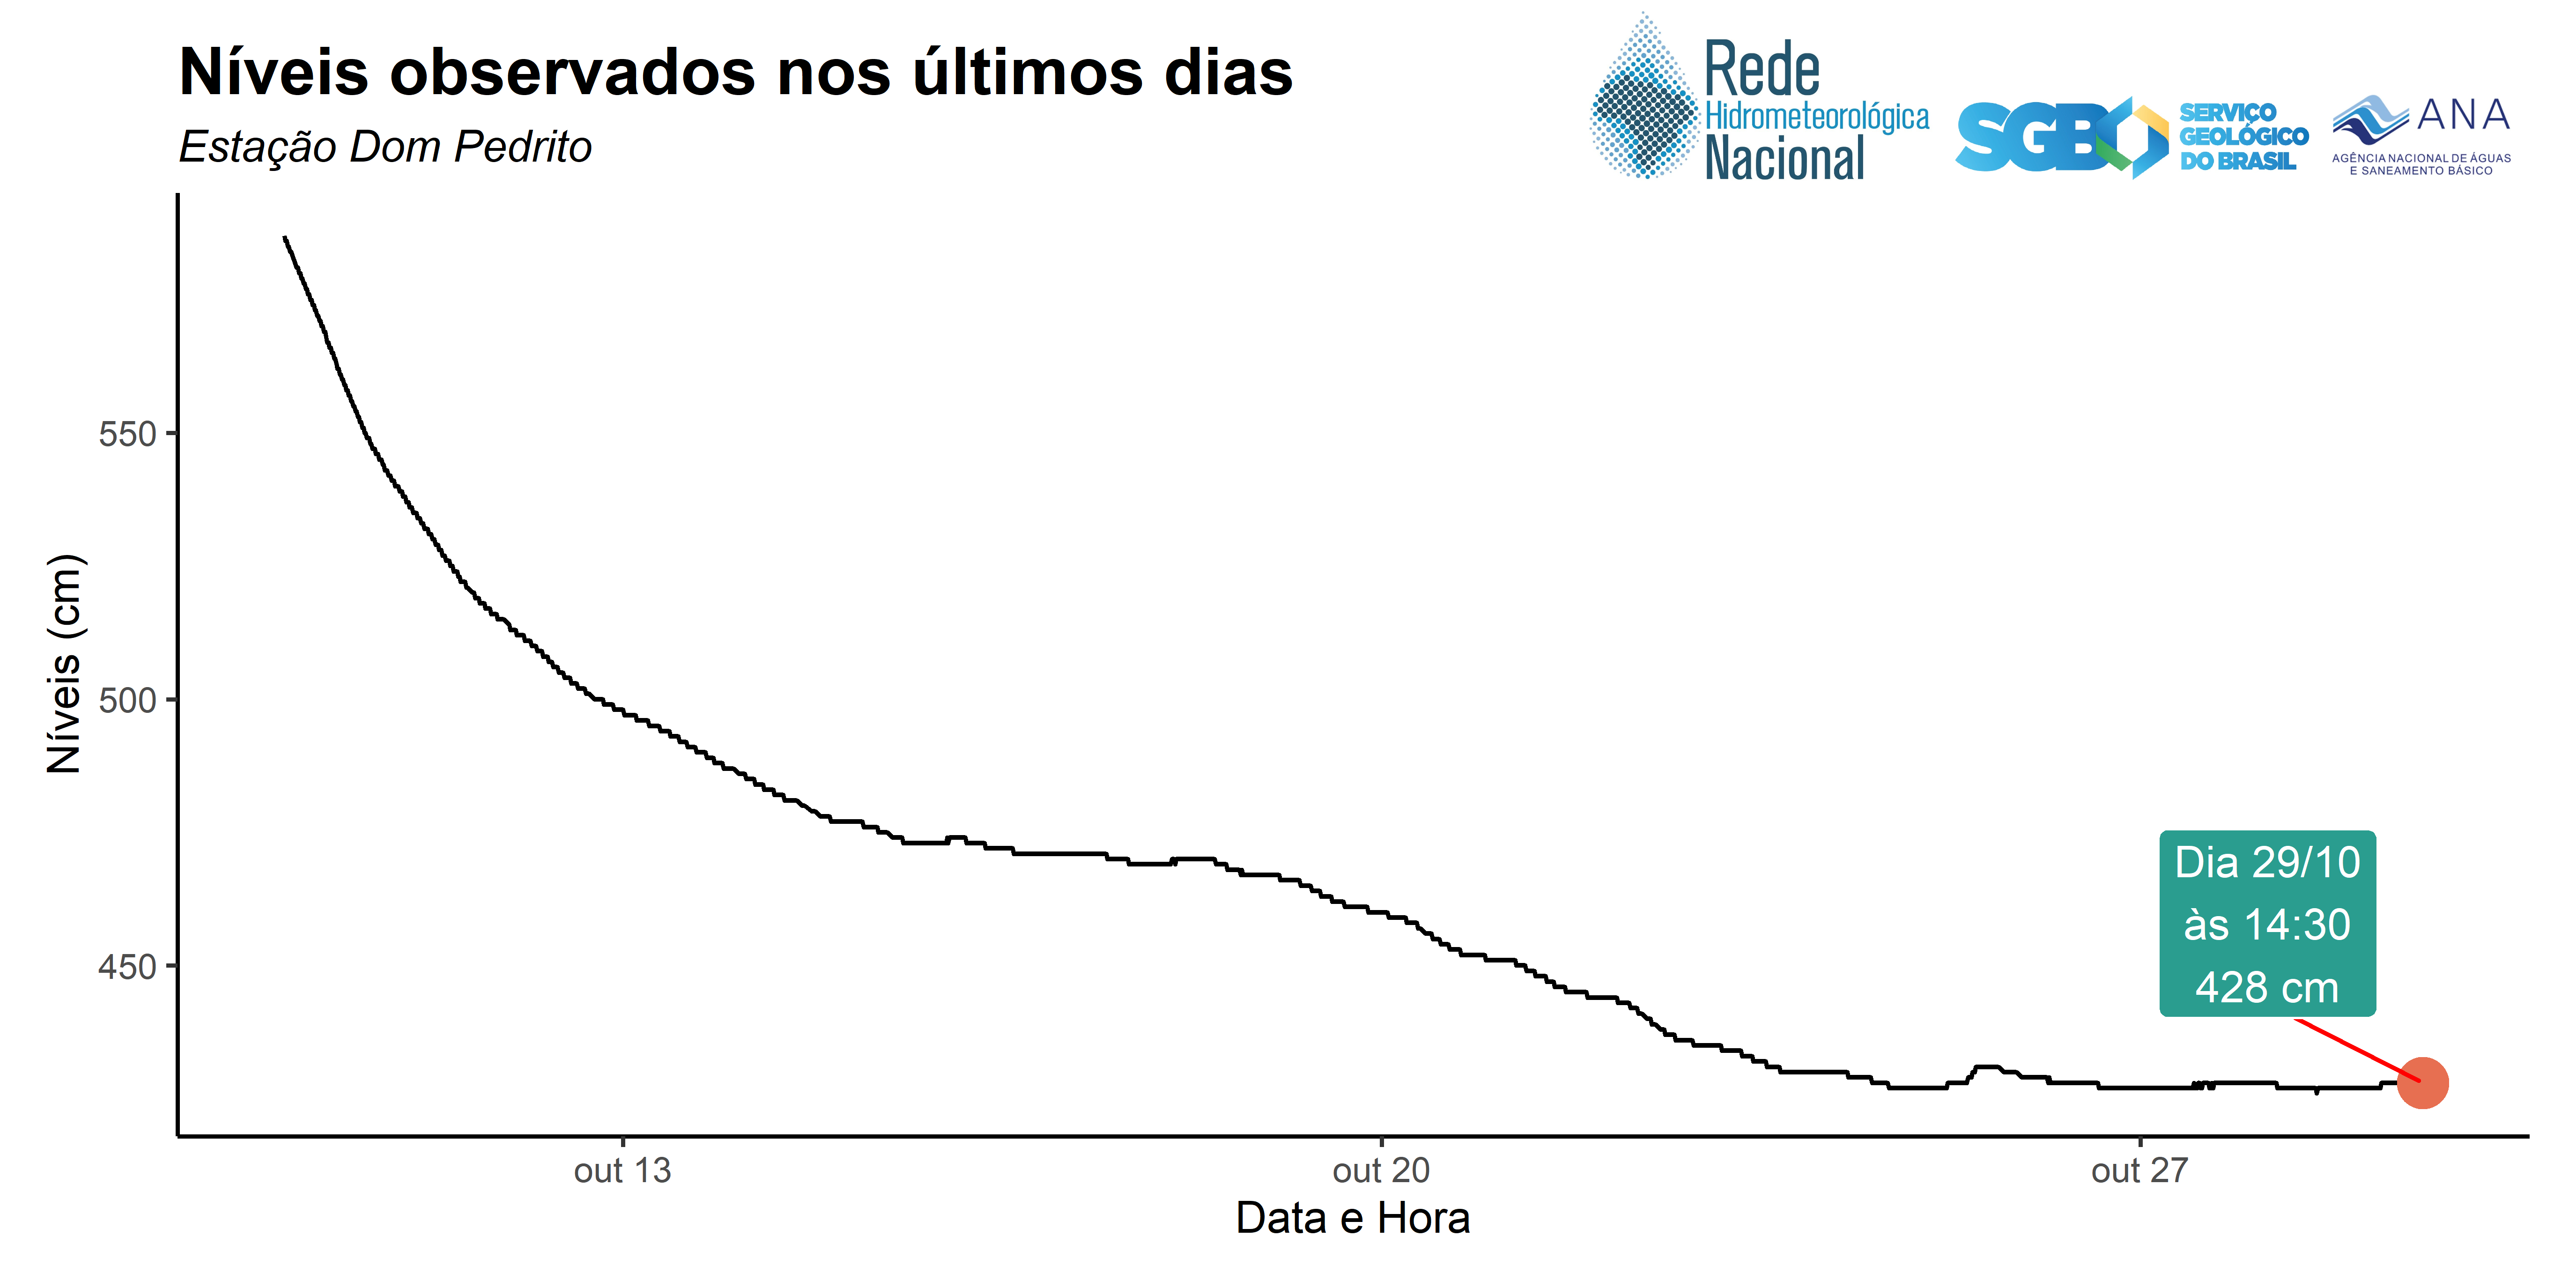 Níveis observados nos últimos dias
Estação Dom Pedrito
Rede
Hidrometeorológica
Nacional
SGB
SERVIÇO
GEOLÓGICO
DO BRASIL
ANA
AGÊNCIA NACIONAL DE ÁGUAS
E SANEAMENTO BÁSICO
Níveis (cm)
550
500
450
Dia 29/10
às 14:30
428 cm
out 13
out 20
out 27
Data e Hora